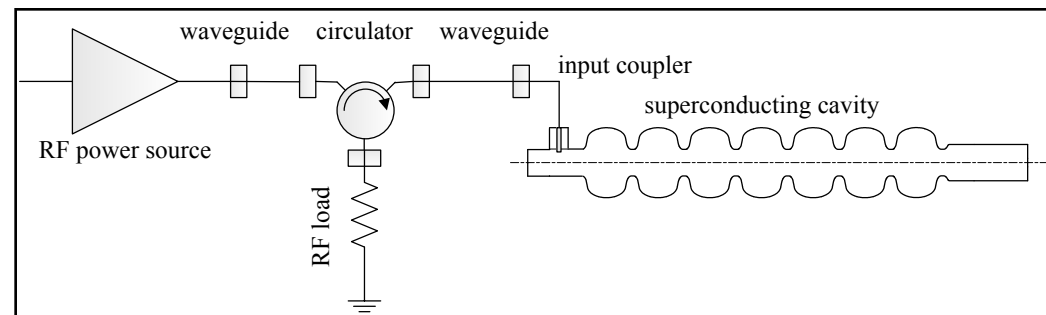 waveguide
circulator
waveguide
input coupler
superconducting cavity
RF power source
RF load